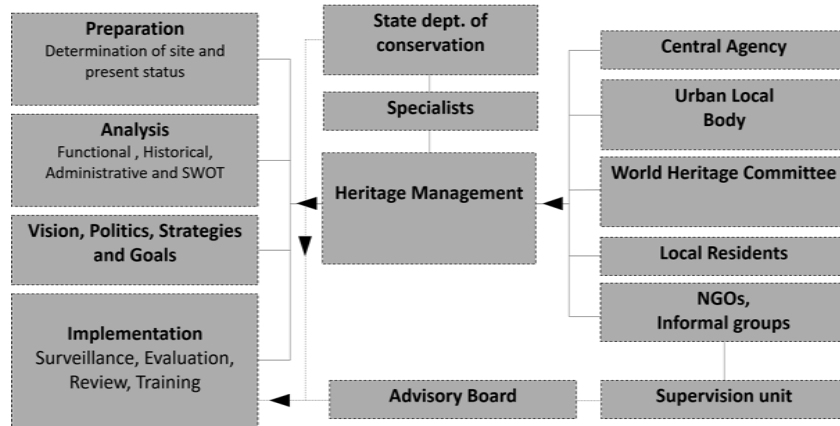 Preparation
Determination of site and
present status
Analysis
Functional , Historical,
Administrative and SWOT
Vision, Politics, Strategies
and Goals
Implementation
Surveillance, Evaluation,
Review, Training
State dept. of
conservation
Specialists
Heritage Management
Advisory Board
Central Agency
Urban Local
Body
World Heritage Committee
Local Residents
NGOs,
Informal groups
Supervision unit